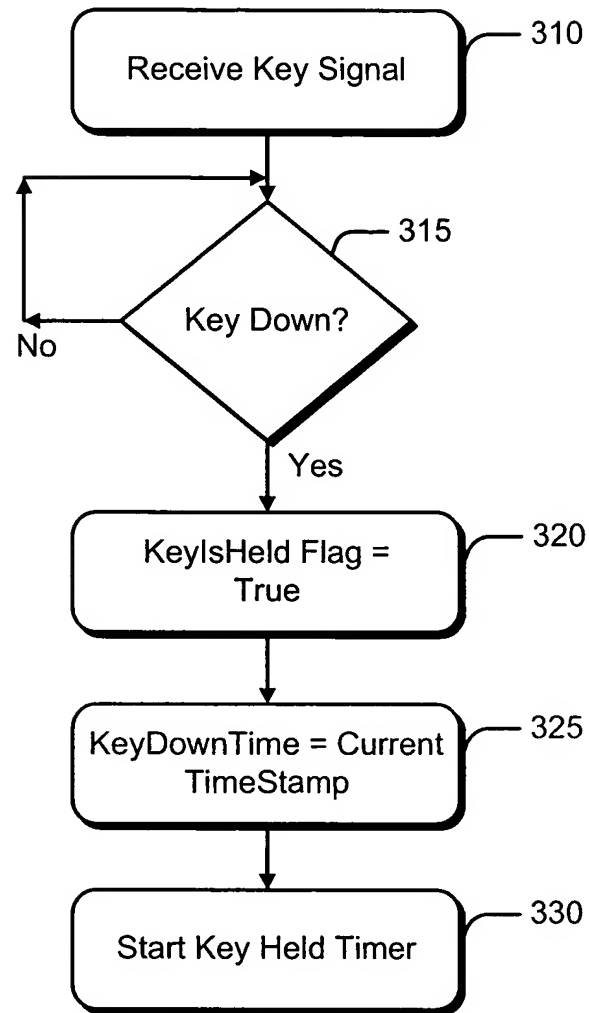 Receive Key Signal
310
315
Key Down?
No
Yes
KeyIsHeld Flag =
True
320
KeyDownTime = Current
TimeStamp
325
Start Key Held Timer
330